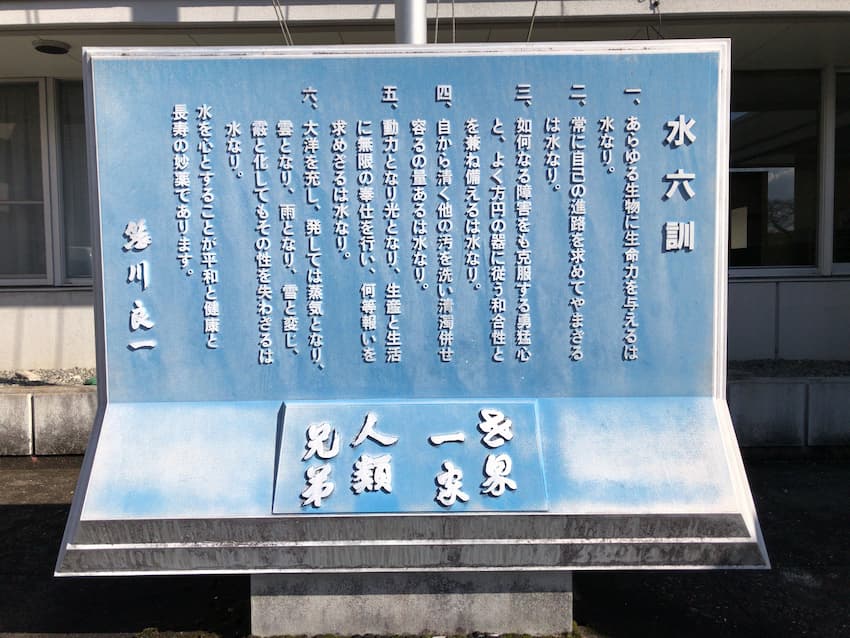 水六訓
一、あらゆる生物に生命力を与えるは
水なり。
二、常に自己の進路を求めてやまざる
は水なり。
三、如何なる障害をも克服する勇猛心
と、よく方円の器に従う和合性と
を兼ね備えるは水なり。
四、自から清く他の汚を洗い清濁併せ
容るの量あるは水なり。
五、動力となり光となり、生産と生活
に無限の奉仕を行い、何等報いを
求めざるは水なり。
六、大洋を充し、発しては蒸気となり、
雲となり、雨となり、雪と変じ、
霰と化してもその性を失わざるは
水なり。
水を心とすることが平和と健康と
長寿の妙薬であります。
笹川良一
世界
一家
人類
兄弟